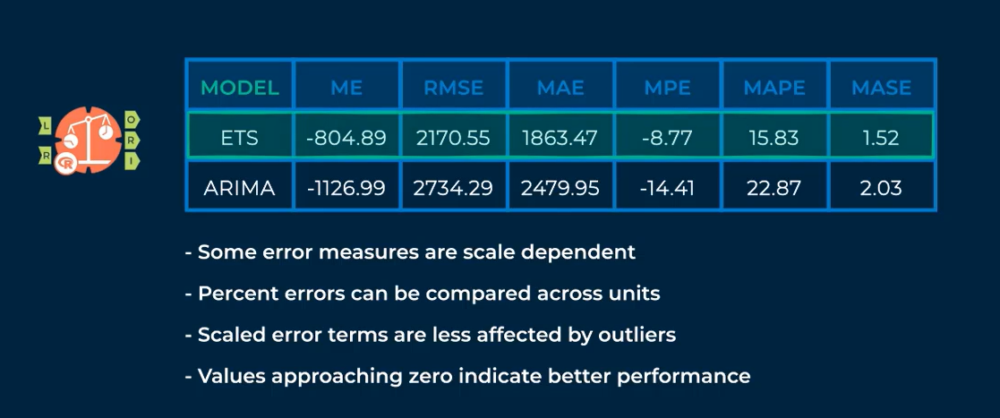 MODEL ME RMSE MAE MPE MAPE MASE
ETS -804.89 2170.55 1863.47 -8.77 15.83 1.52
ARIMA -1126.99 2734.29 2479.95 -14.41 22.87 2.03
L O
R R
R I
- Some error measures are scale dependent
- Percent errors can be compared across units
- Scaled error terms are less affected by outliers
- Values approaching zero indicate better performance